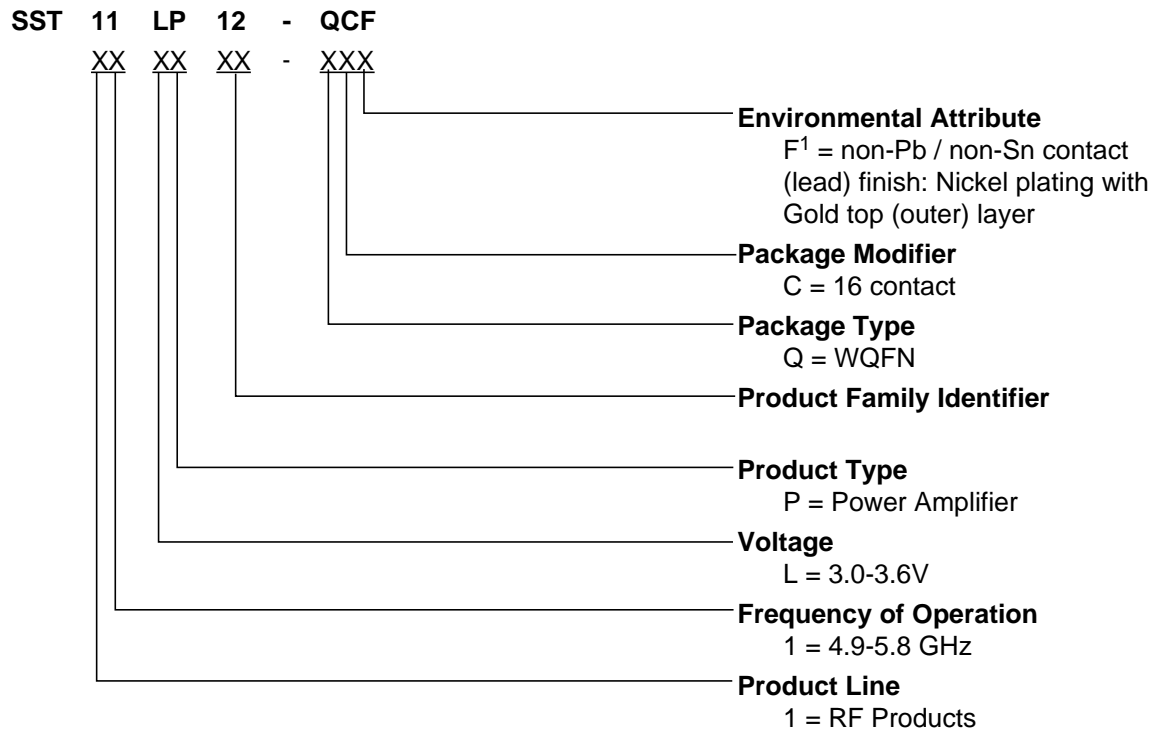 SST 11 LP 12 - QCF
XX XX XX - XXX
Environmental Attribute
F1 = non-Pb / non-Sn contact
(lead) finish: Nickel plating with
Gold top (outer) layer
Package Modifier
C = 16 contact
Package Type
Q = WQFN
Product Family Identifier
Product Type
P = Power Amplifier
Voltage
L = 3.0-3.6V
Frequency of Operation
1 = 4.9-5.8 GHz
Product Line
1 = RF Products